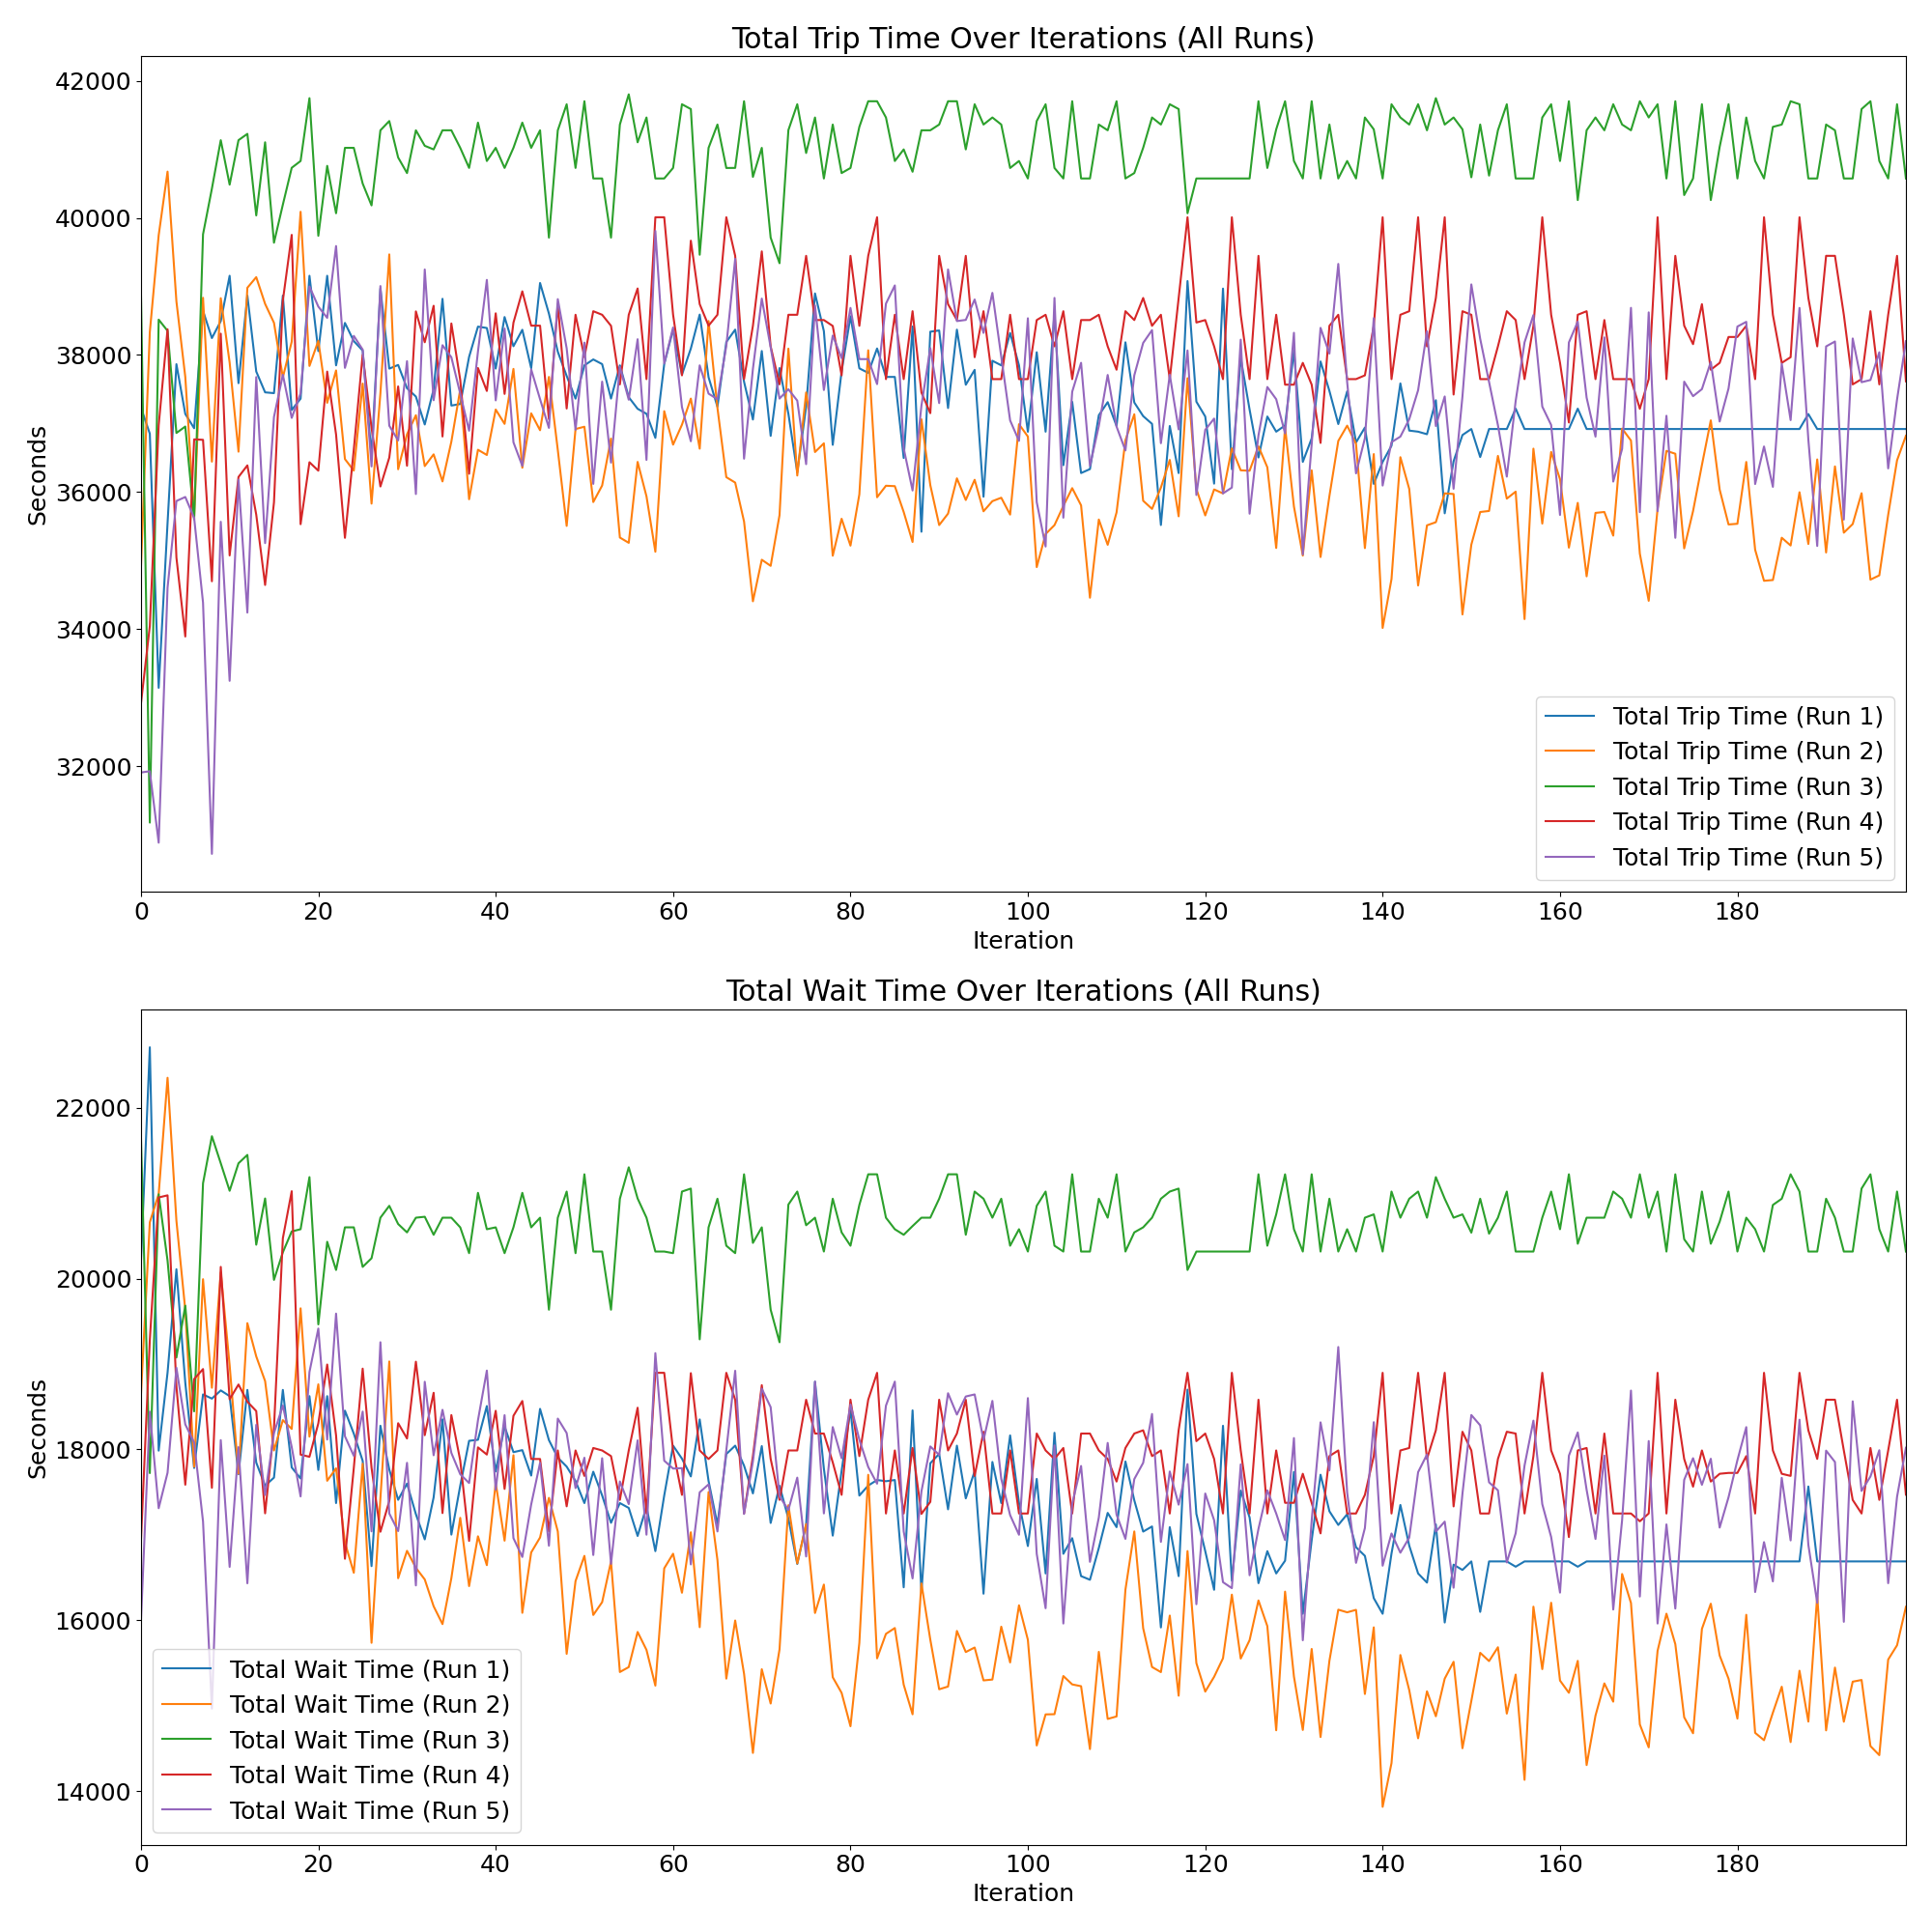 Total Trip Time Over Iterations (All Runs)
42000
40000
38000
36000
34000
32000
Seconds
Total Trip Time (Run 1)
Total Trip Time (Run 2)
Total Trip Time (Run 3)
Total Trip Time (Run 4)
Total Trip Time (Run 5)
0 20 40 60 80 100 120 140 160 180
Iteration
Total Wait Time Over Iterations (All Runs)
22000
20000
18000
16000
14000
Seconds
Total Wait Time (Run 1)
Total Wait Time (Run 2)
Total Wait Time (Run 3)
Total Wait Time (Run 4)
Total Wait Time (Run 5)
0 20 40 60 80 100 120 140 160 180
Iteration